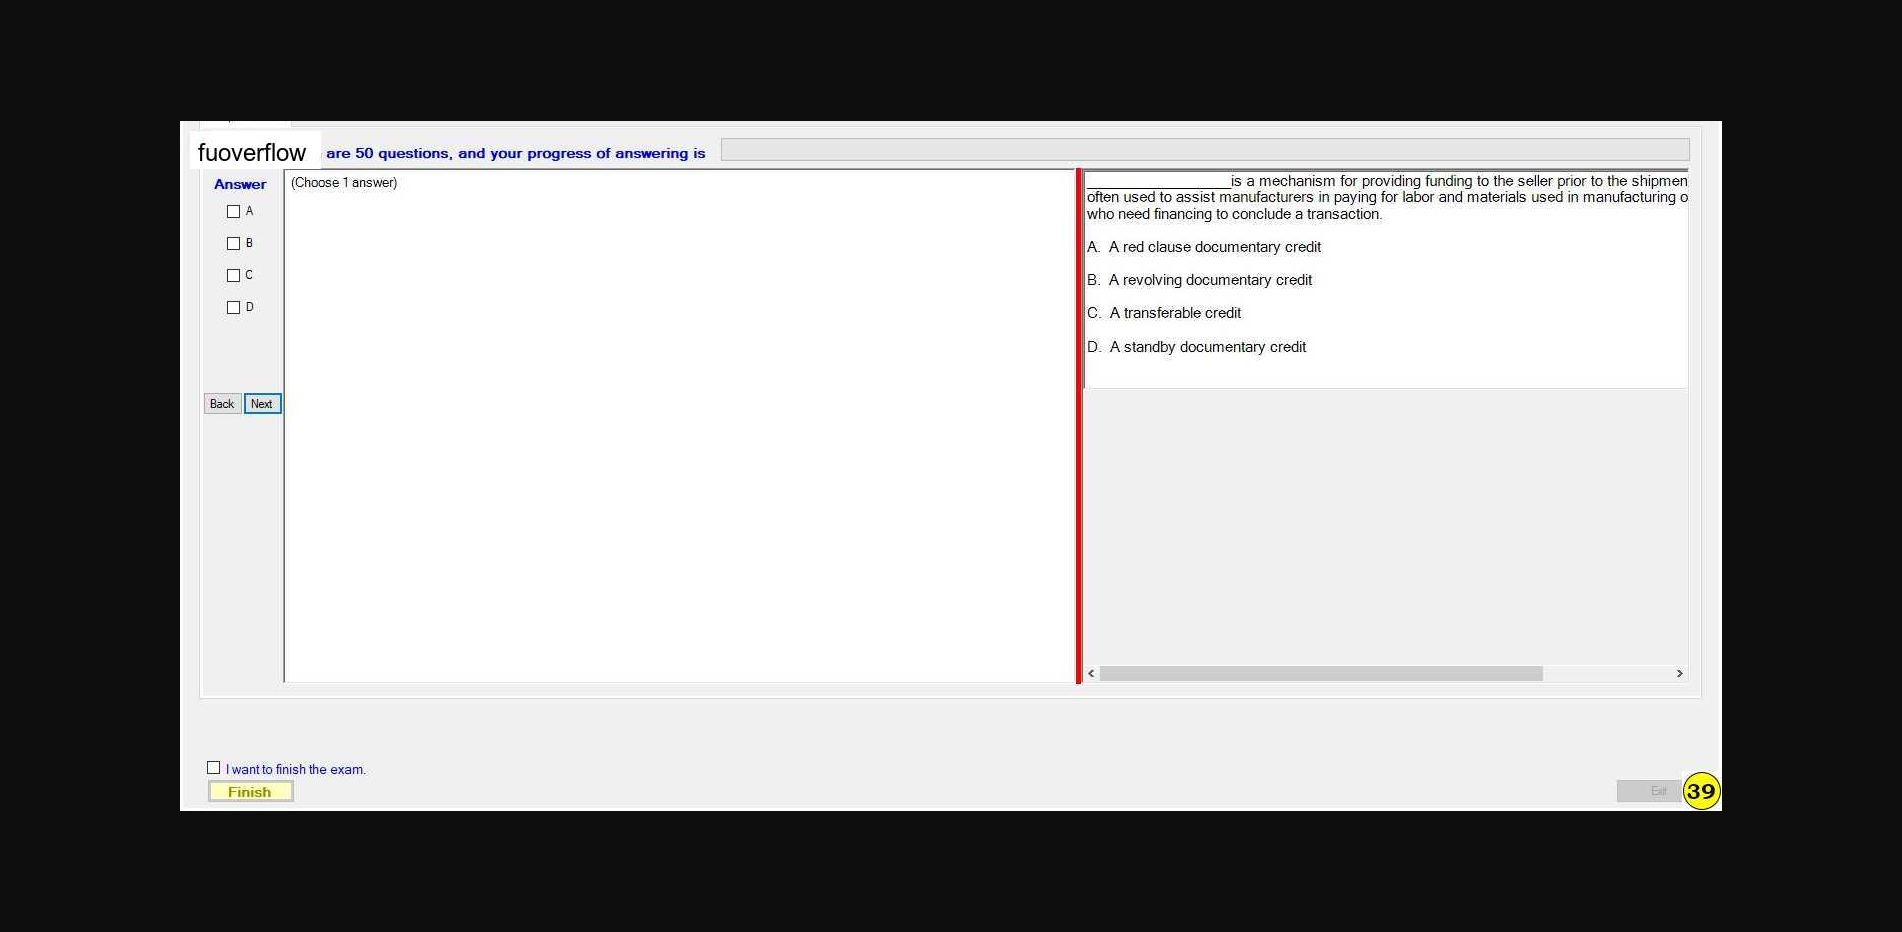 fuoverflow are 50 questions, and your progress of answering is
Answer
(Choose 1 answer)
A
B
C
D
Back Next
_________________is a mechanism for providing funding to the seller prior to the shipmen
often used to assist manufacturers in paying for labor and materials used in manufacturing o
who need financing to conclude a transaction.
A. A red clause documentary credit
B. A revolving documentary credit
C. A transferable credit
D. A standby documentary credit
I want to finish the exam.
Finish
Exit
39